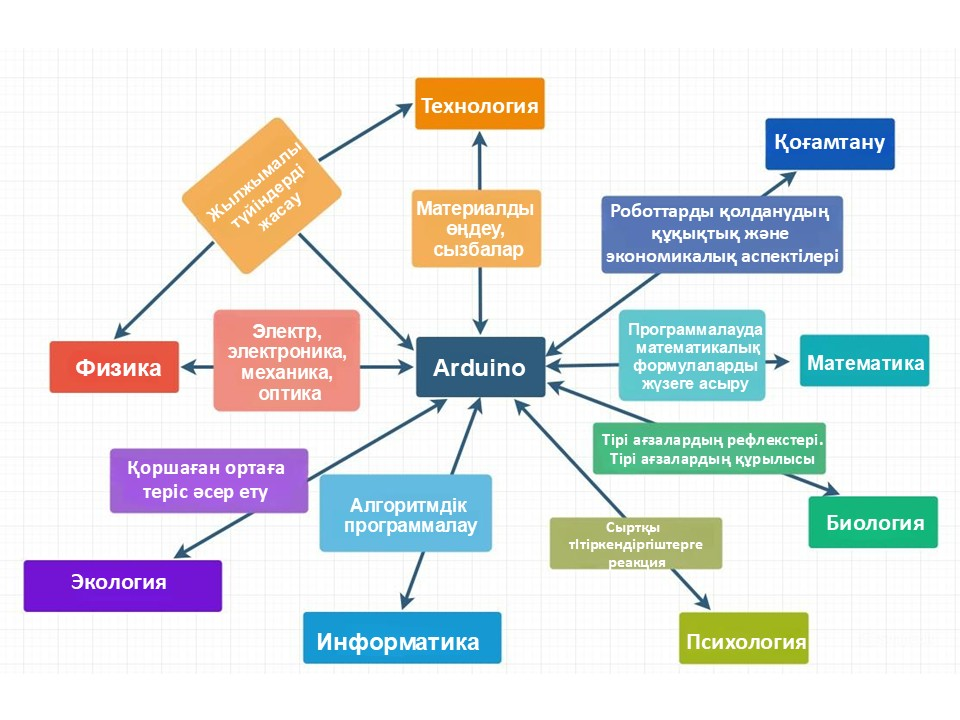 Технология
Қоғамтану
Жылжымалы
түйіндерді
жасау
Материалды
өңдеу,
сызбалар
Роботтарды қолданудың
құқықтық және
экономикалық аспектілері
Физика
Электр,
электроника,
механика,
оптика
Arduino
Программалауда
математикалық
формулаларды
жүзеге асыру
Математика
Қоршаған ортаға
теріс әсер ету
Алгоритмдік
программалау
Тірі ағзалардың рефлекстері.
Тірі ағзалардың құрылысы
Биология
Сыртқы
тІтіркендіргіштерге
реакция
Экология
Информатика
Психология